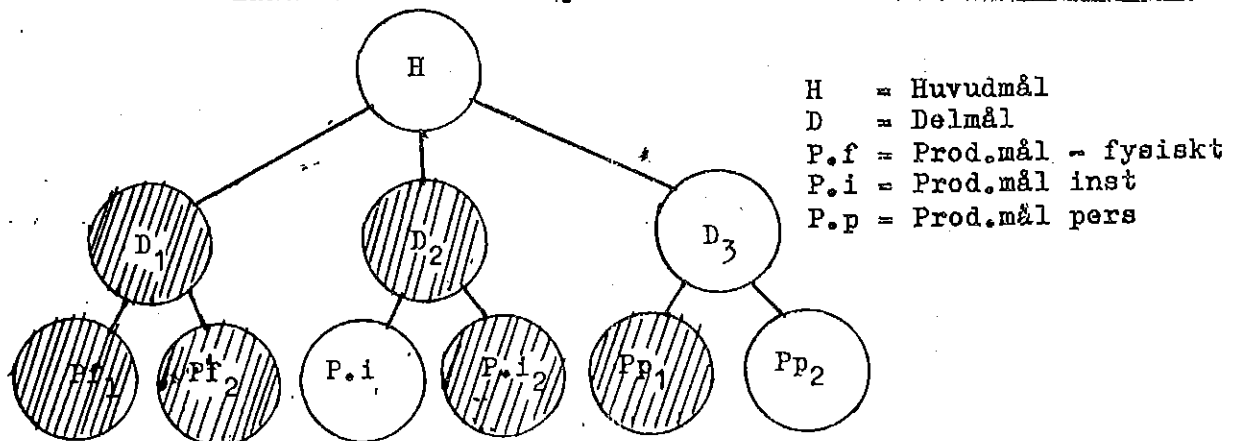 H
H = Huvudmål
D = Delmål
P.f = Prod.mål - fysiskt
P.i = Prod.mål inst
P.p = Prod.mål pers
D1 D2 D3
Pf1 Pf2 P.i P.i2 Pp1 Pp2